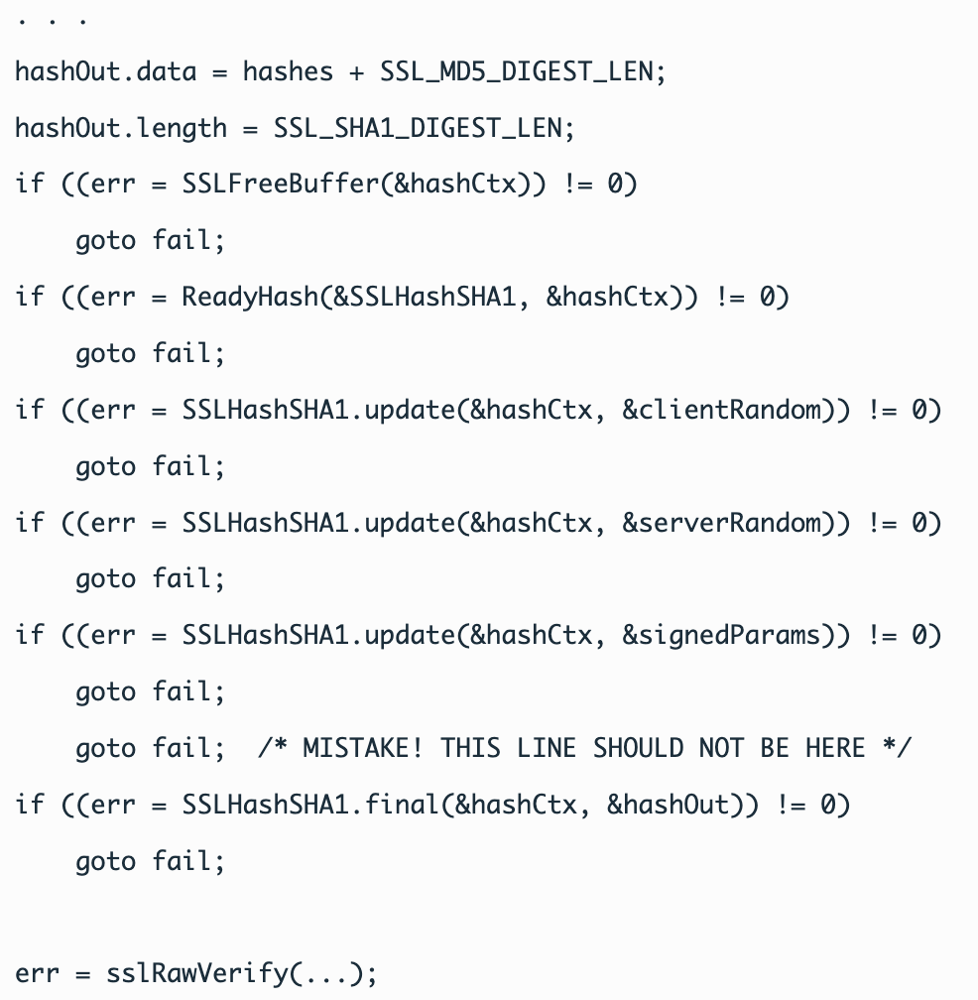 . . .
hashOut.data = hashes + SSL_MD5_DIGEST_LEN;
hashOut.length = SSL_SHA1_DIGEST_LEN;
if ((err = SSLFreeBuffer(&hashCtx)) != 0)
    goto fail;
if ((err = ReadyHash(&SSLHashSHA1, &hashCtx)) != 0)
    goto fail;
if ((err = SSLHashSHA1.update(&hashCtx, &clientRandom)) != 0)
    goto fail;
if ((err = SSLHashSHA1.update(&hashCtx, &serverRandom)) != 0)
    goto fail;
if ((err = SSLHashSHA1.update(&hashCtx, &signedParams)) != 0)
    goto fail;
    goto fail;  /* MISTAKE! THIS LINE SHOULD NOT BE HERE */
if ((err = SSLHashSHA1.final(&hashCtx, &hashOut)) != 0)
    goto fail;
err = sslRawVerify(...);